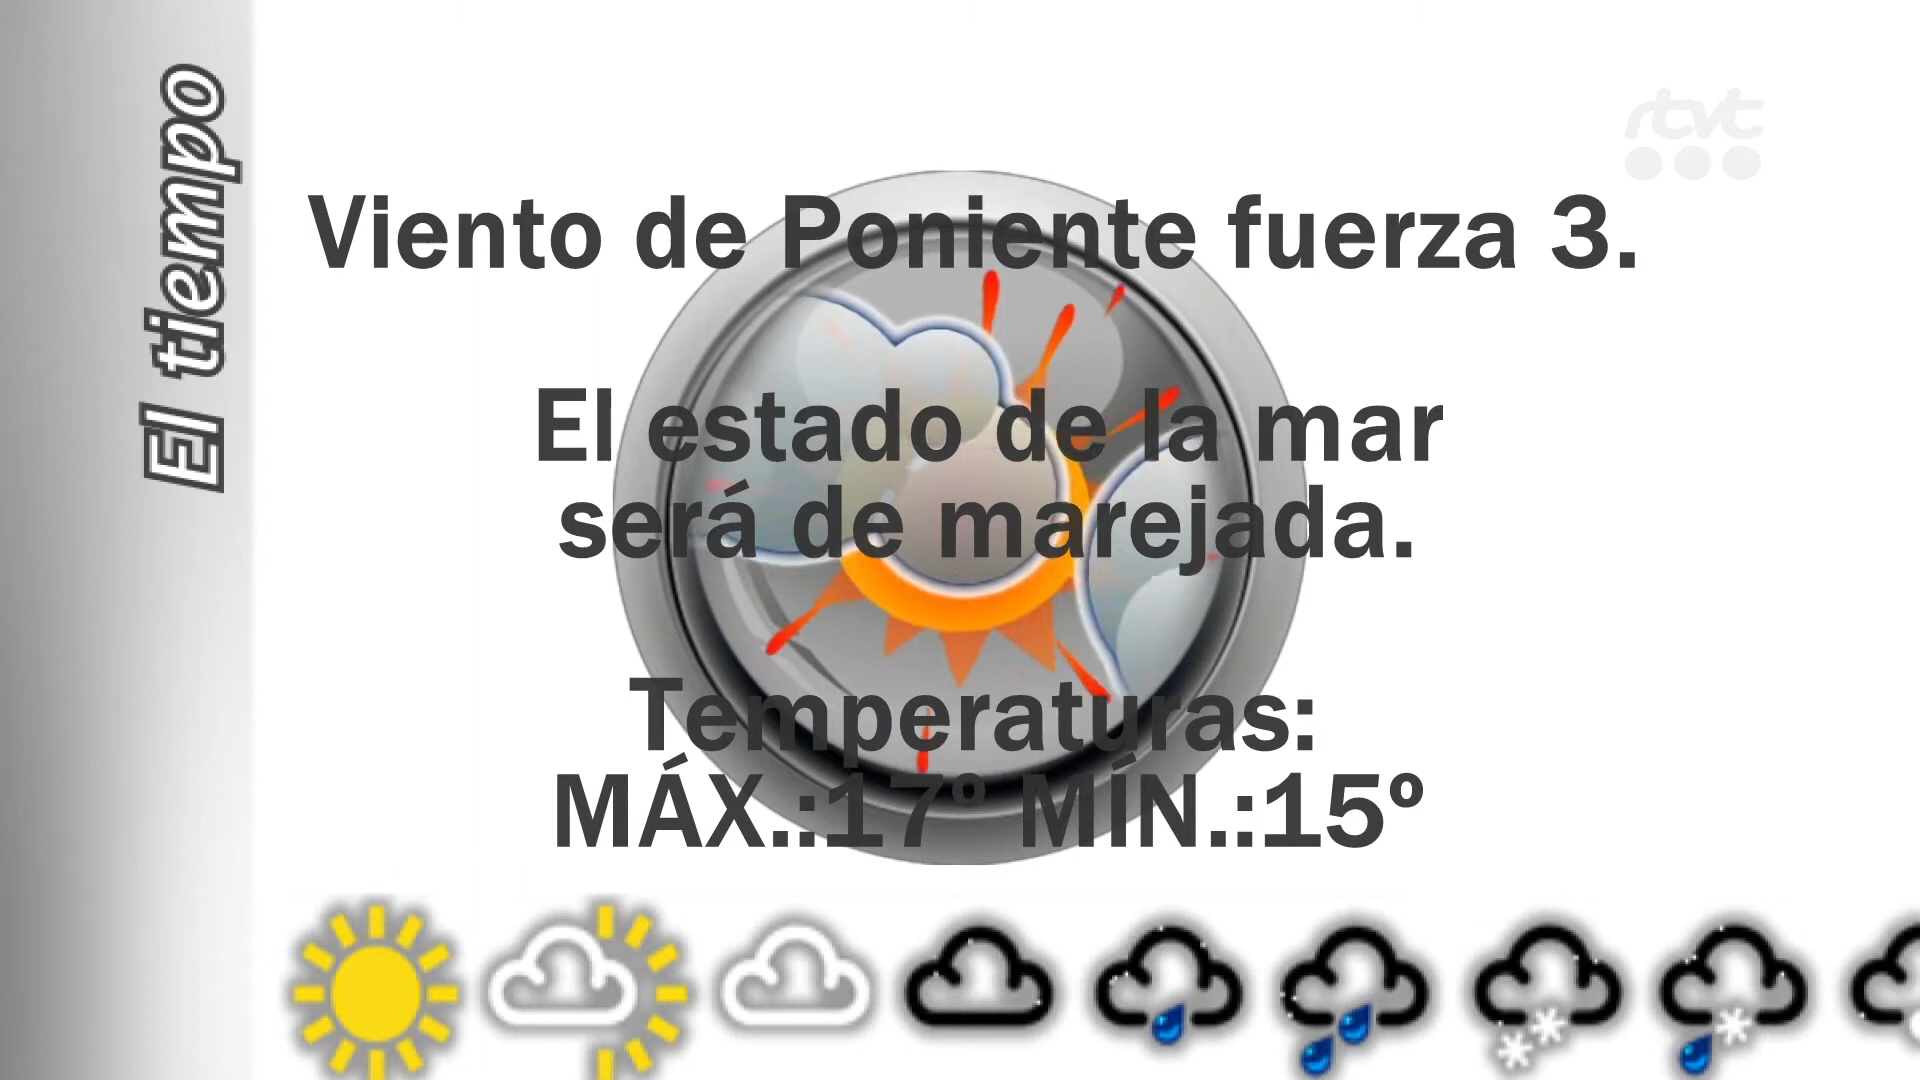 El tiempo
rtvt
Viento de Poniente fuerza 3.
El estado de la mar
será de marejada.
Temperaturas:
MÁX.:17º MÍN.:15º